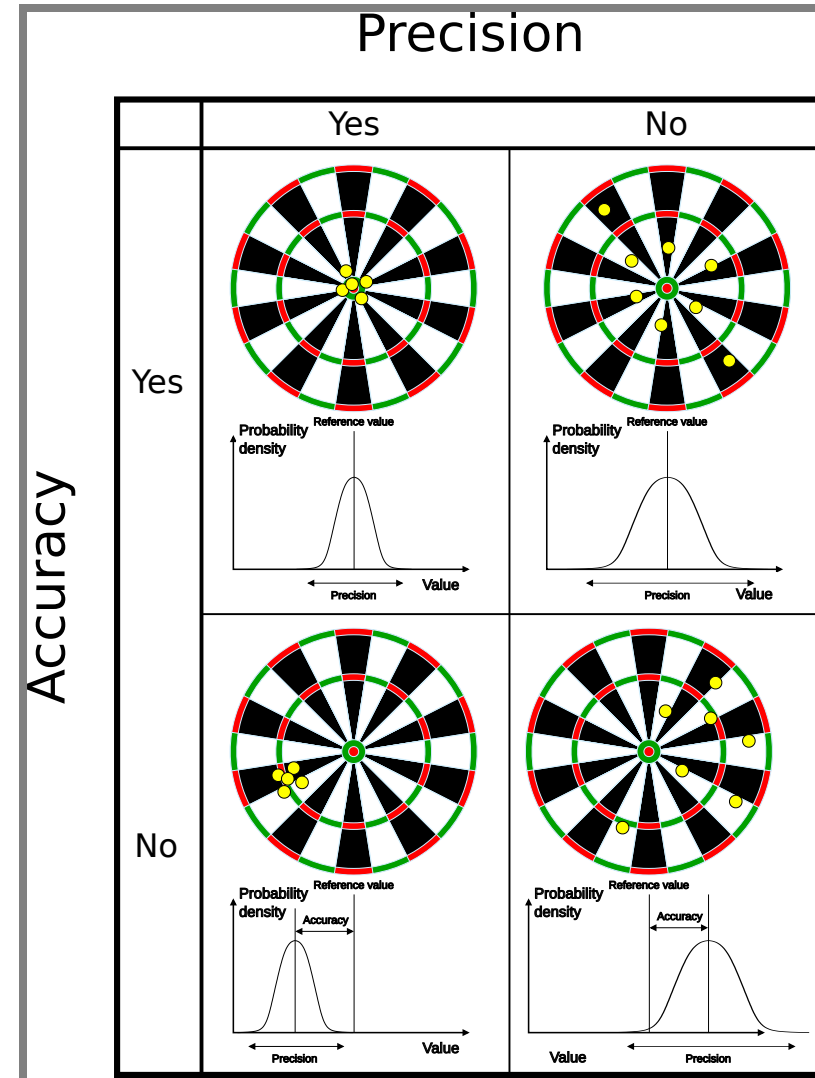 Precision
Yes
No
Accuracy
Yes
Reference value
Probability
density
Precision
Value
Reference value
Probability
density
Precision
Value
No
Reference value
Probability
density
Accuracy
Precision
Value
Reference value
Probability
density
Accuracy
Value
Precision